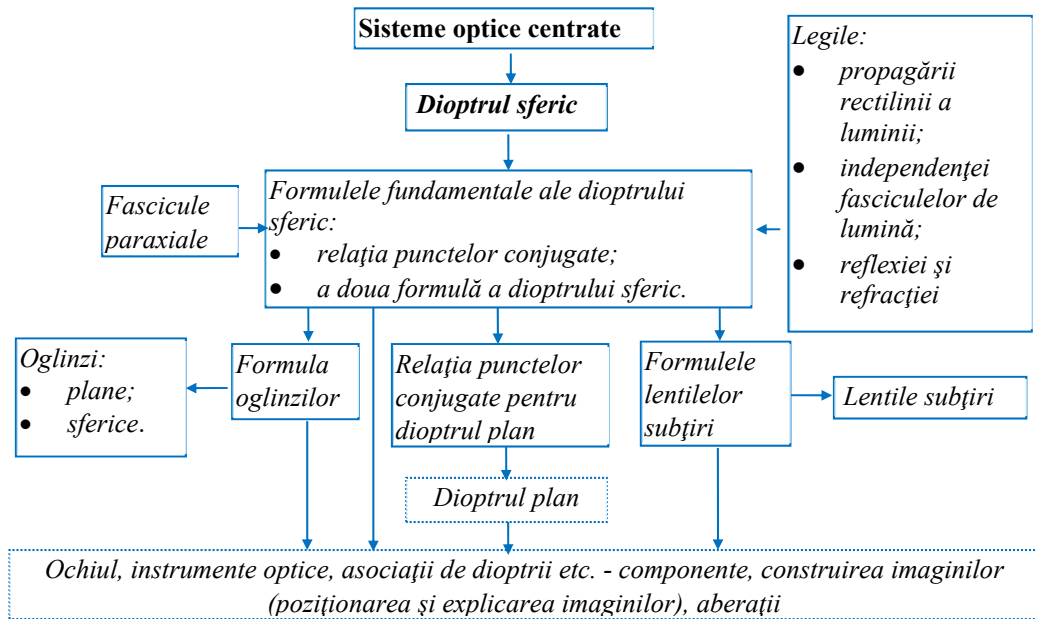 Sisteme optice centrate
Dioptrul sferic
Legile:
● propagării
rectilinii a
luminii;
● independenţei
fasciculelor de
lumină;
● reflexiei şi
refracţiei
Fascicule
paraxiale
Formulele fundamentale ale dioptrului
sferic:
● relaţia punctelor conjugate;
● a doua formulă a dioptrului sferic.
Oglinzi:
● plane;
● sferice.
Formula
oglinzilor
Relaţia punctelor
conjugate pentru
dioptrul plan
Formulele
lentilelor
subţiri
Lentile subţiri
Dioptrul plan
Ochiul, instrumente optice, asociaţii de dioptrii etc. - componente, construirea imaginilor
(poziţionarea şi explicarea imaginilor), aberaţii